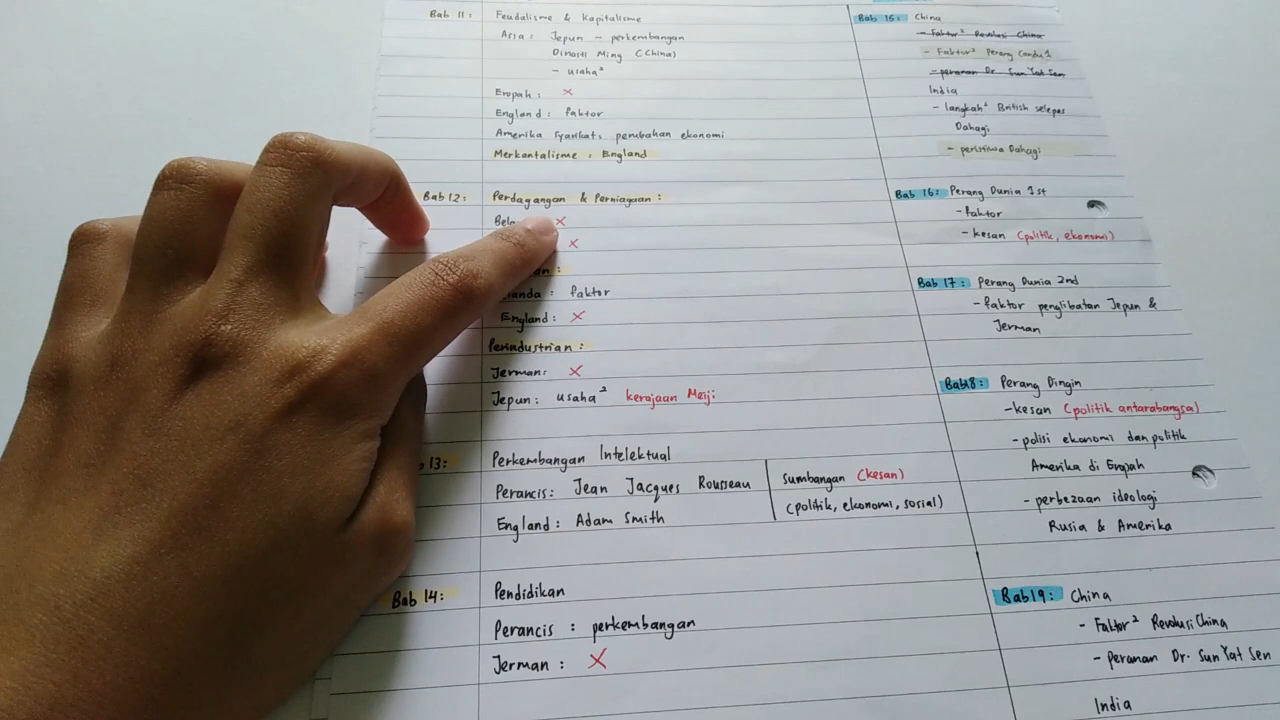 Bab 11: Feudalisme & Kapitalisme
Asia: Jepun - perkembangan
Dinasti Ming (China)
- usaha²
Eropah: ×
England: faktor
Amerika Syarikat: perubahan ekonomi
Merkantalisme: England
Bab 12: Perdagangan & Perniagaan:
×
×
England: ×
faktor
Perindustrian:
Jerman: ×
Jepun: usaha² kerajaan Meiji
13: Perkembangan Intelektual
Perancis: Jean Jacques Rousseau
England: Adam Smith
Sumbangan (kesan)
(politik, ekonomi, sosial)
Bab 14: Pendidikan
Perancis: perkembangan
Jerman: ×
Bab 15: China
- Faktor² Revolusi China
- Faktor² Perang Candu 1
- peranan Dr. Sun Yat Sen
India
- langkah² British selepas
Dahagi
- peristiwa Dahagi
Bab 16: Perang Dunia 1st
- faktor
- kesan (politik, ekonomi)
Bab 17: Perang Dunia 2nd
- faktor penglibatan Jepun &
Jerman
Bab 18: Perang Dingin
- kesan (politik antarabangsa)
- polisi ekonomi dan politik
Amerika di Eropah
- perbezaan ideologi
Rusia & Amerika
Bab 19: China
- Faktor² Revolusi China
- peranan Dr. Sun Yat Sen
India